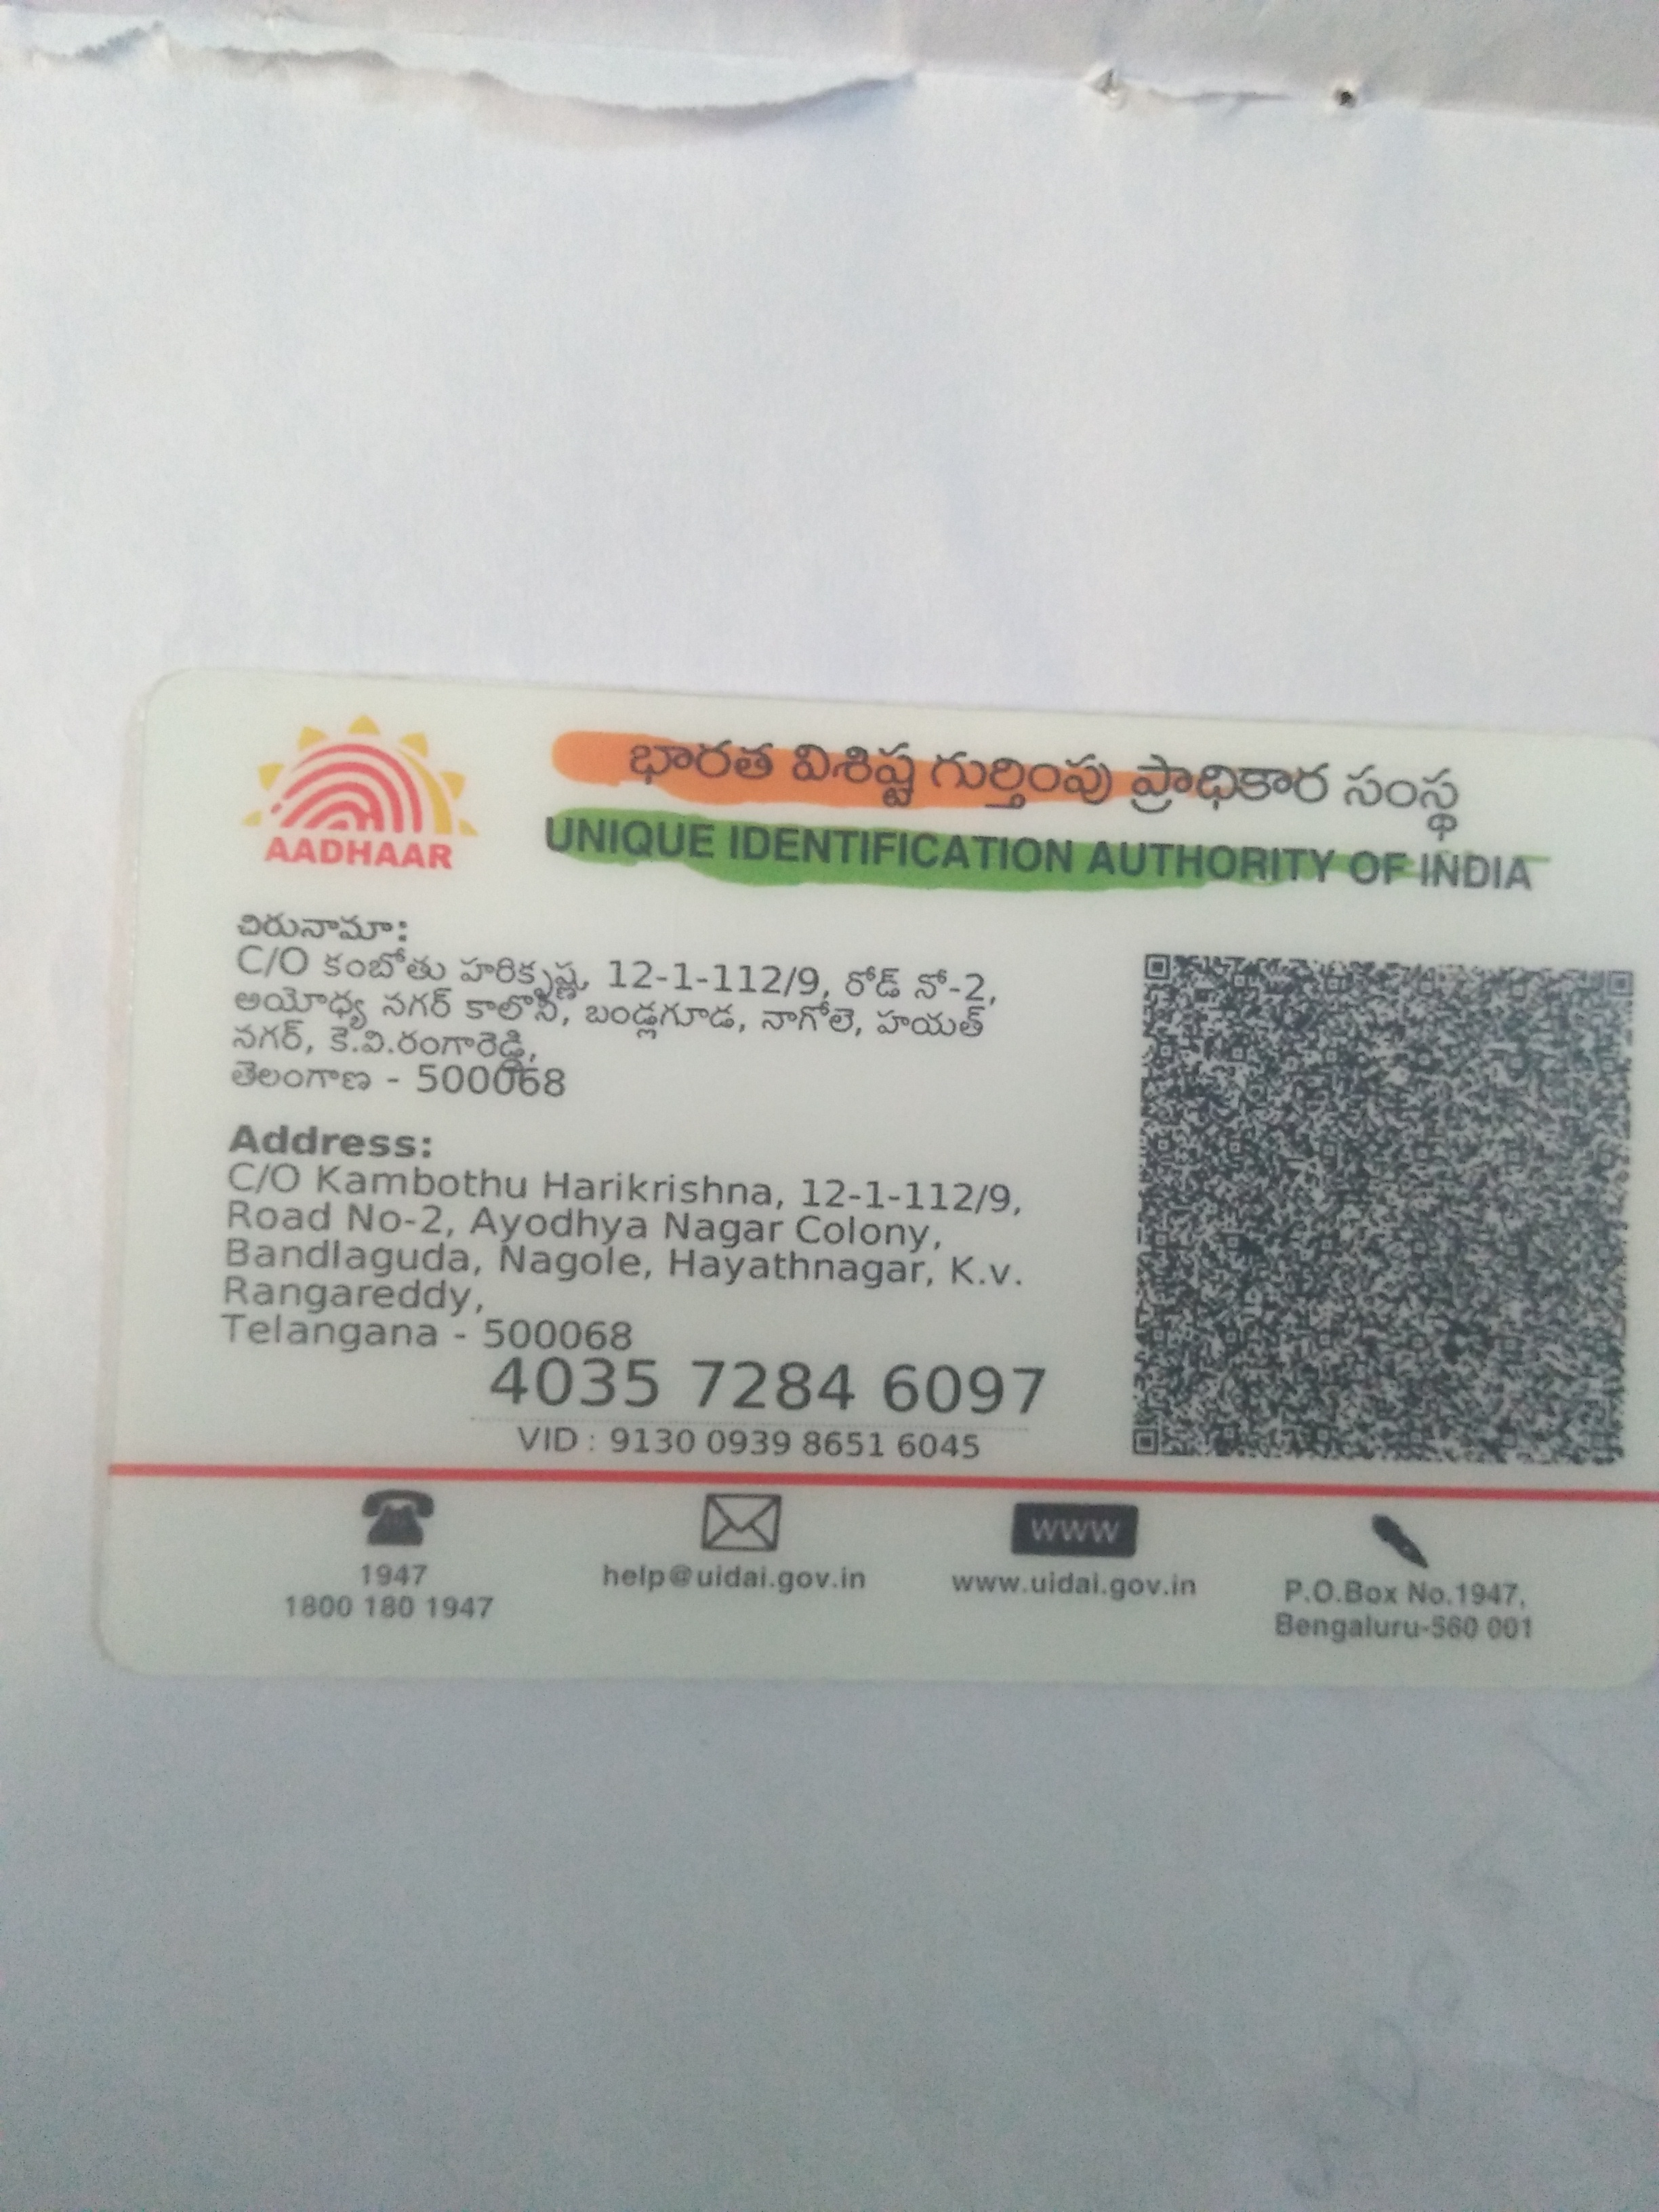 AADHAAR
భారత విశిష్ట గుర్తింపు ప్రాధికార సంస్థ
UNIQUE IDENTIFICATION AUTHORITY OF INDIA
చిరునామా:
C/O కంబోతు హరికృష్ణ, 12-1-112/9, రోడ్ నో-2,
అయోధ్య నగర్ కాలొని, బండ్లగూడ, నాగోలె, హయత్
నగర్, కె.వి.రంగారెడ్డి,
తెలంగాణ - 500068
Address:
C/O Kambothu Harikrishna, 12-1-112/9,
Road No-2, Ayodhya Nagar Colony,
Bandlaguda, Nagole, Hayathnagar, K.v.
Rangareddy,
Telangana - 500068
4035 7284 6097
VID : 9130 0939 8651 6045
1947
1800 180 1947
help@uidai.gov.in
www
www.uidai.gov.in
P.O.Box No.1947,
Bengaluru-560 001